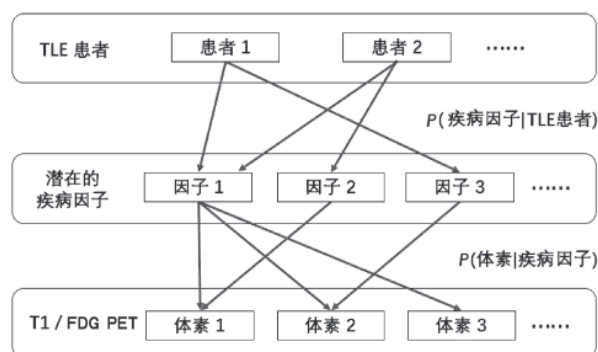 TLE 患者
患者 1
患者 2
……
P(疾病因子|TLE患者)
潜在的
疾病因子
因子 1
因子 2
因子 3
……
P(体素|疾病因子)
T1 / FDG PET
体素 1
体素 2
体素 3
……